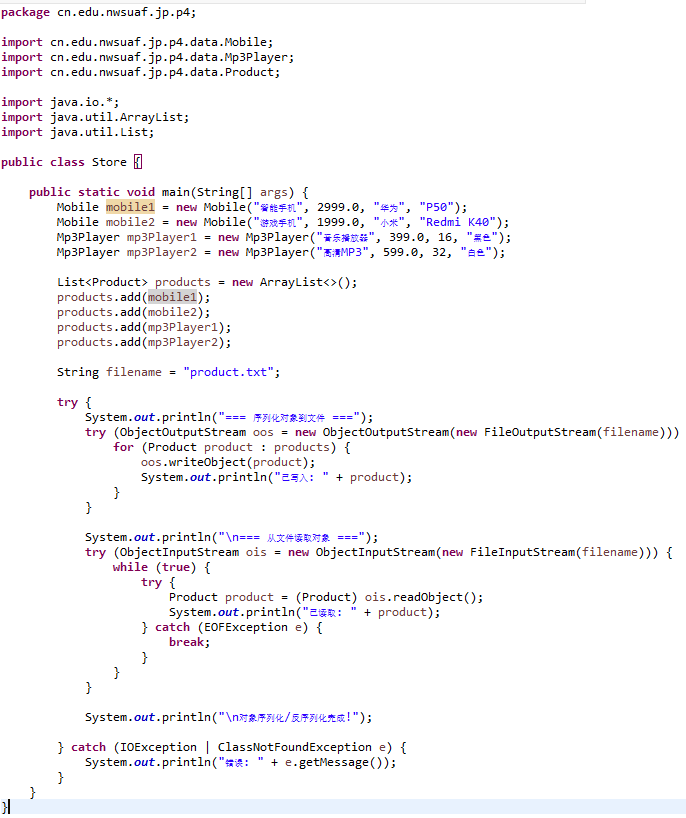 package cn.edu.nwsuaf.jp.p4;
import cn.edu.nwsuaf.jp.p4.data.Mobile;
import cn.edu.nwsuaf.jp.p4.data.Mp3Player;
import cn.edu.nwsuaf.jp.p4.data.Product;
import java.io.*;
import java.util.ArrayList;
import java.util.List;
public class Store {
public static void main(String[] args) {
Mobile mobile1 = new Mobile("智能手机", 2999.0, "华为", "P50");
Mobile mobile2 = new Mobile("游戏手机", 1999.0, "小米", "Redmi K40");
Mp3Player mp3Player1 = new Mp3Player("音乐播放器", 399.0, 16, "黑色");
Mp3Player mp3Player2 = new Mp3Player("高清MP3", 599.0, 32, "白色");
List<Product> products = new ArrayList<>();
products.add(mobile1);
products.add(mobile2);
products.add(mp3Player1);
products.add(mp3Player2);
String filename = "product.txt";
try {
System.out.println("=== 序列化对象到文件 ===");
try (ObjectOutputStream oos = new ObjectOutputStream(new FileOutputStream(filename)))
for (Product product : products) {
oos.writeObject(product);
System.out.println("已写入: " + product);
}
}
System.out.println("\n=== 从文件读取对象 ===");
try (ObjectInputStream ois = new ObjectInputStream(new FileInputStream(filename))) {
while (true) {
try {
Product product = (Product) ois.readObject();
System.out.println("已读取: " + product);
} catch (EOFException e) {
break;
}
}
}
System.out.println("\n对象序列化/反序列化完成!");
} catch (IOException | ClassNotFoundException e) {
System.out.println("错误: " + e.getMessage());
}
}
}